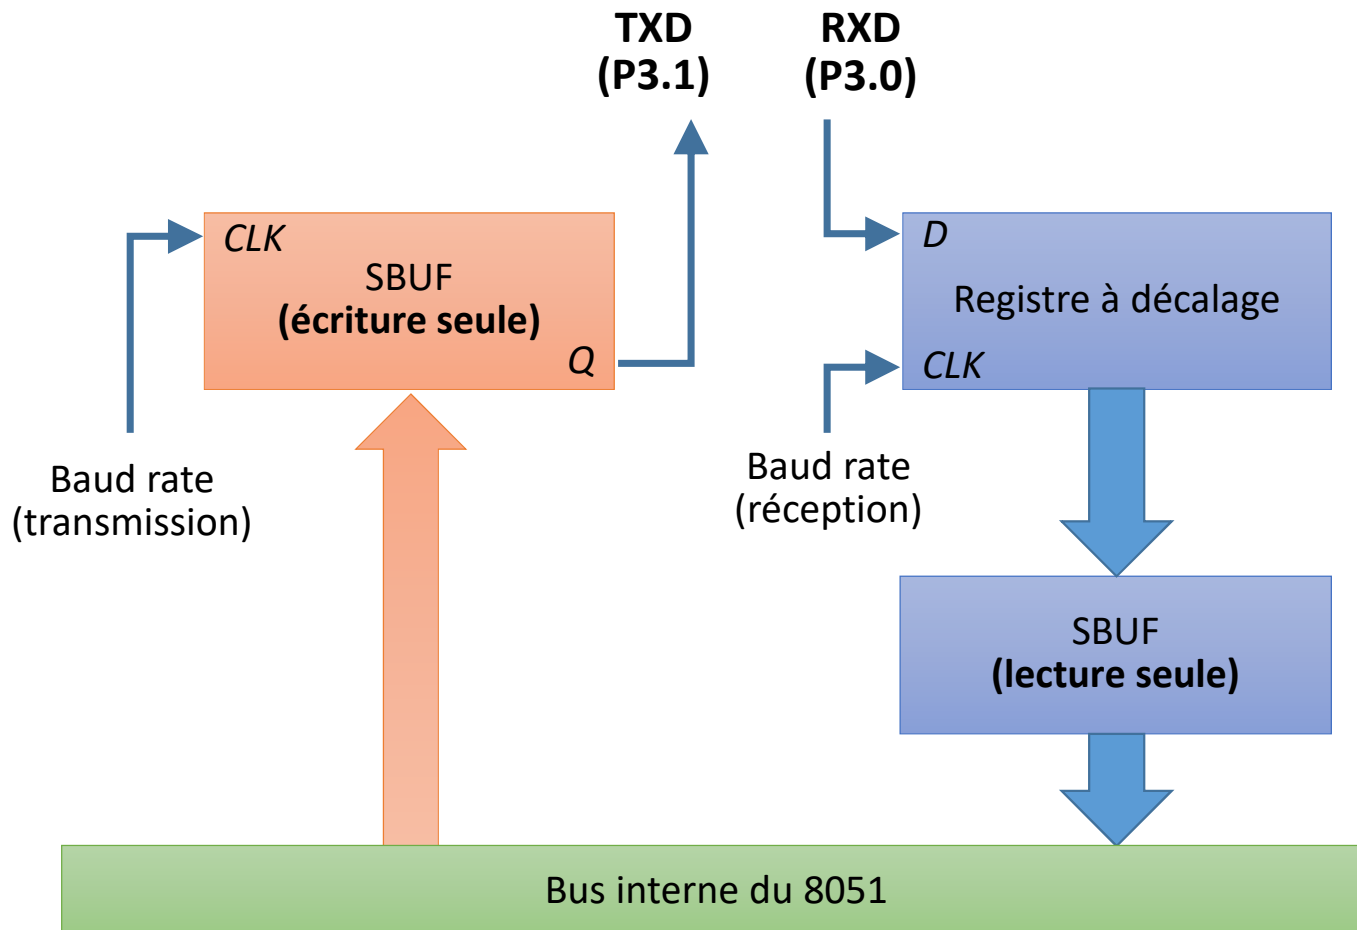 TXD
(P3.1)
RXD
(P3.0)
CLK
SBUF
(écriture seule)
Q
D
Registre à décalage
CLK
Baud rate
(transmission)
Baud rate
(réception)
SBUF
(lecture seule)
Bus interne du 8051